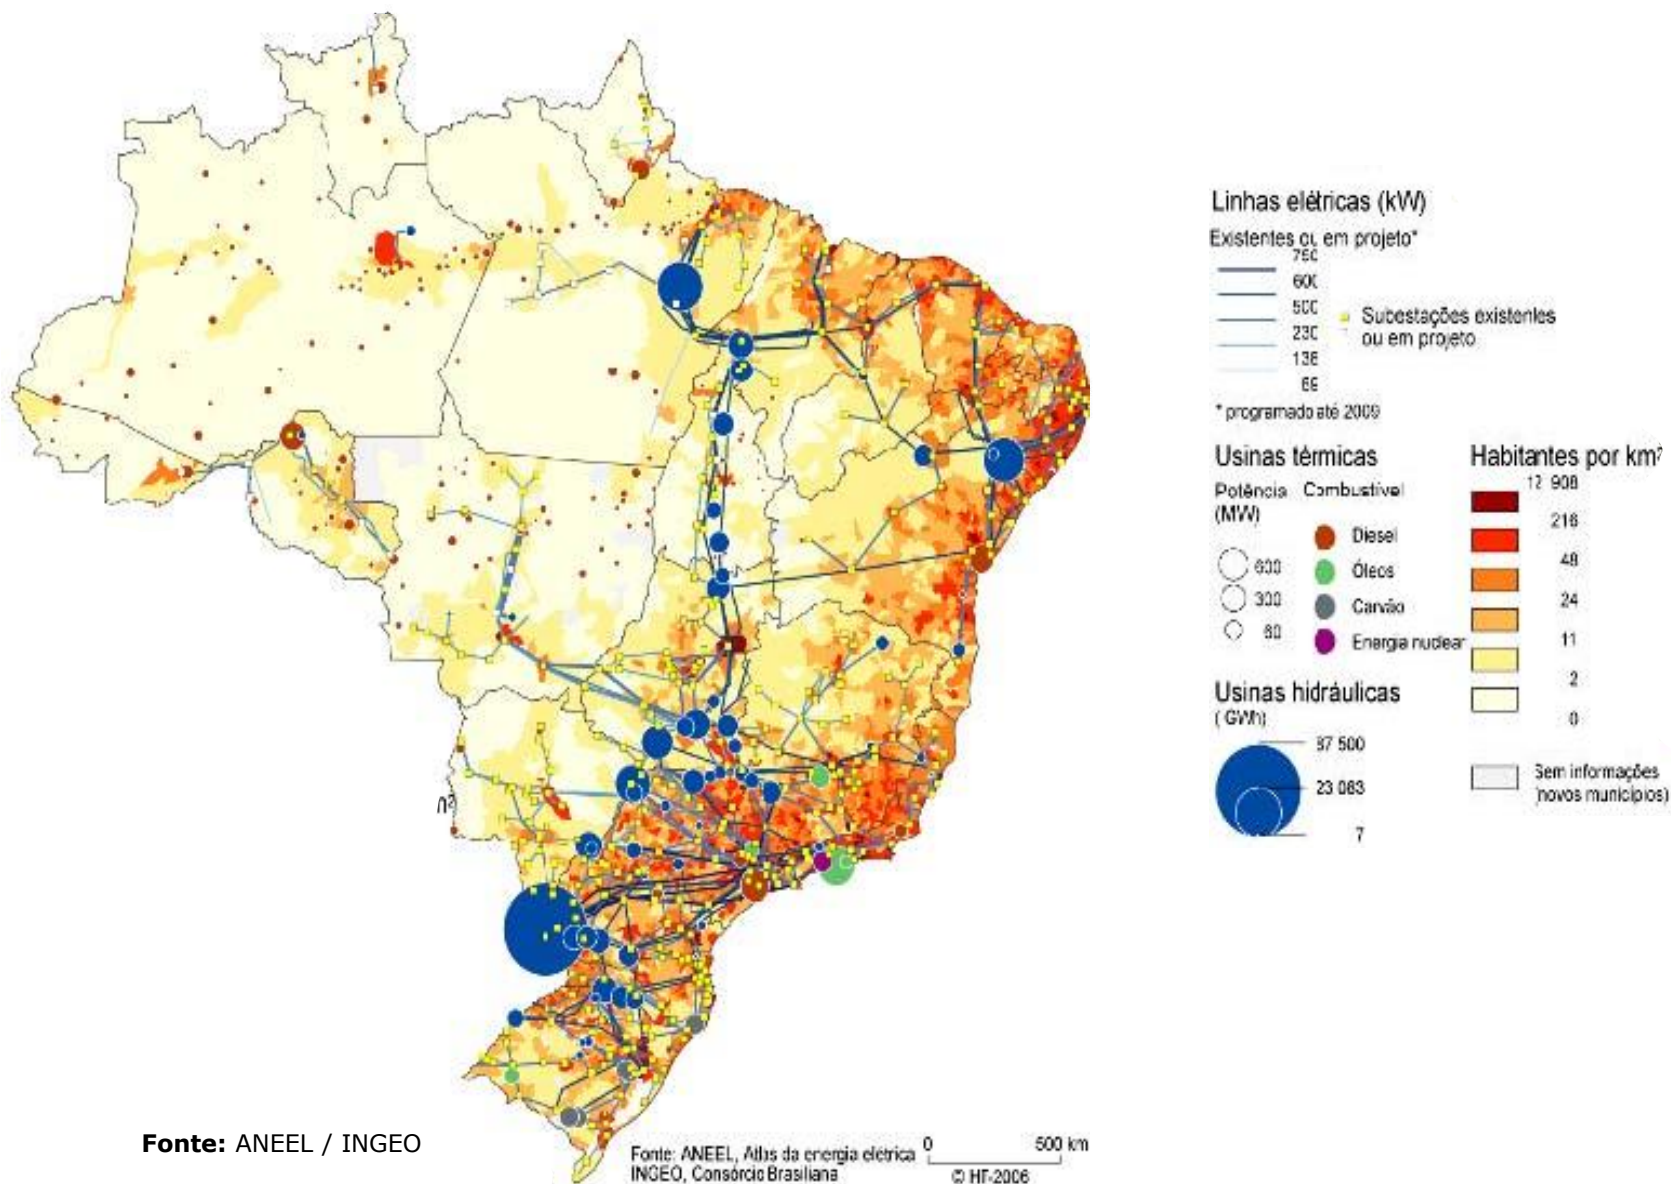 Linhas elétricas (kW)
Existentes ou em projeto*
750
600
500
230
138
69
Subestações existentes
ou em projeto
* programado até 2009
Usinas térmicas
Potência
(MW)
Combustível
600
300
60
Diesel
Óleos
Carvão
Energia nuclear
Usinas hidráulicas
( GWh)
87 500
23 083
7
Habitantes por km²
12 908
216
48
24
11
2
0
Sem informações
(novos municípios)
Fonte: ANEEL / INGEO
Fonte: ANEEL, Atlas da energia elétrica
INGEO, Consórcio Brasiliana
0 500 km
© HT-2006